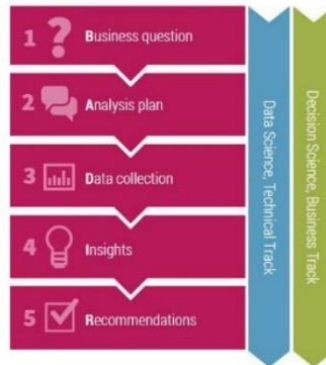 1 ? Business question
2 Analysis plan
3 Data collection
4 Insights
5 Recommendations
Data Science, Technical Track
Decision Science, Business Track